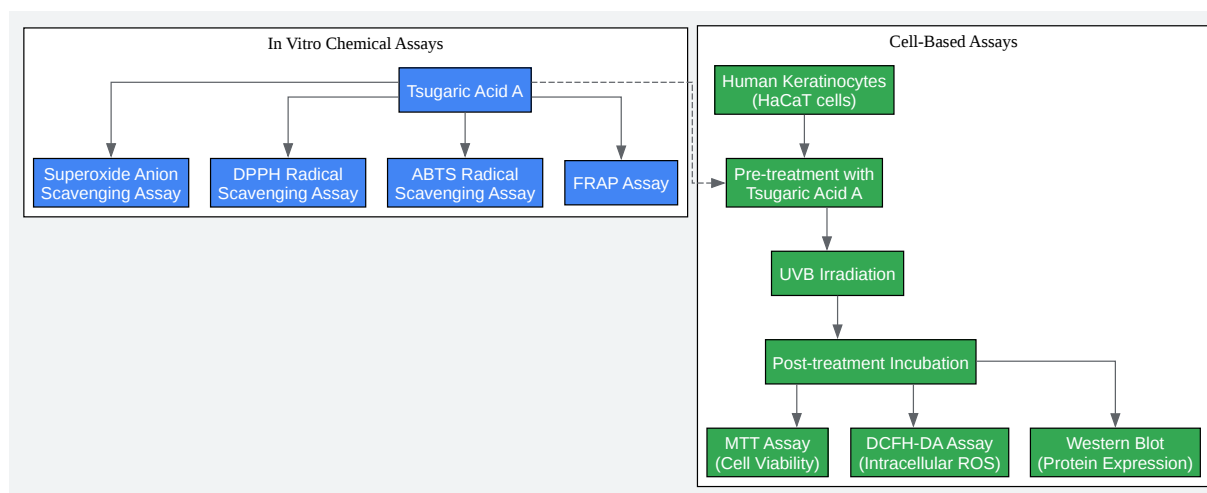 In Vitro Chemical Assays
Tsugaric Acid A
Superoxide Anion
Scavenging Assay
DPPH Radical
Scavenging Assay
ABTS Radical
Scavenging Assay
FRAP Assay
Cell-Based Assays
Human Keratinocytes
(HaCaT cells)
Pre-treatment with
Tsugaric Acid A
UVB Irradiation
Post-treatment Incubation
MTT Assay
(Cell Viability)
DCFH-DA Assay
(Intracellular ROS)
Western Blot
(Protein Expression)